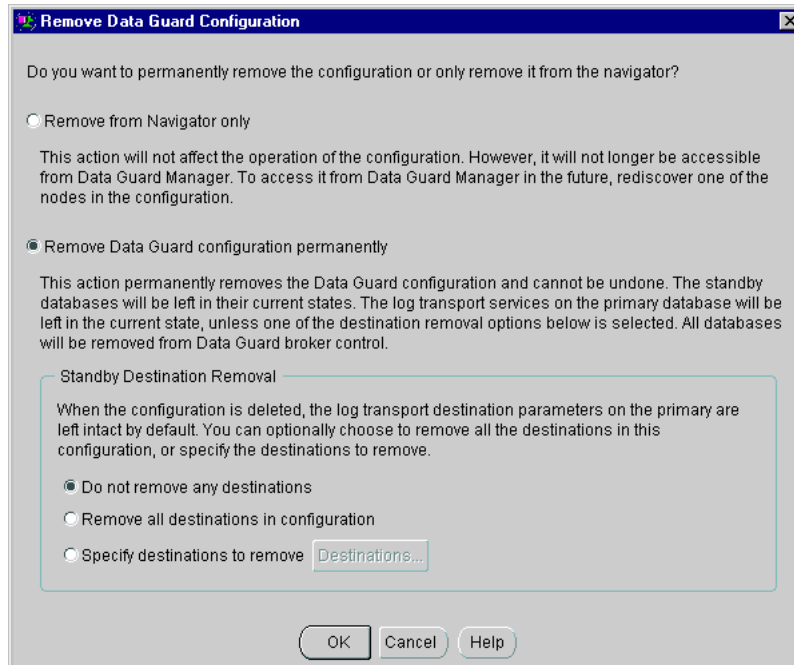 Remove Data Guard Configuration
Do you want to permanently remove the configuration or only remove it from the navigator?
Remove from Navigator only
This action will not affect the operation of the configuration. However, it will not longer be accessible
from Data Guard Manager. To access it from Data Guard Manager in the future, rediscover one of the
nodes in the configuration.
Remove Data Guard configuration permanently
This action permanently removes the Data Guard configuration and cannot be undone. The standby
databases will be left in their current states. The log transport services on the primary database will be
left in the current state, unless one of the destination removal options below is selected. All databases
will be removed from Data Guard broker control.
Standby Destination Removal
When the configuration is deleted, the log transport destination parameters on the primary are
left intact by default. You can optionally choose to remove all the destinations in this
configuration, or specify the destinations to remove.
Do not remove any destinations
Remove all destinations in configuration
Specify destinations to remove Destinations...
OK Cancel Help